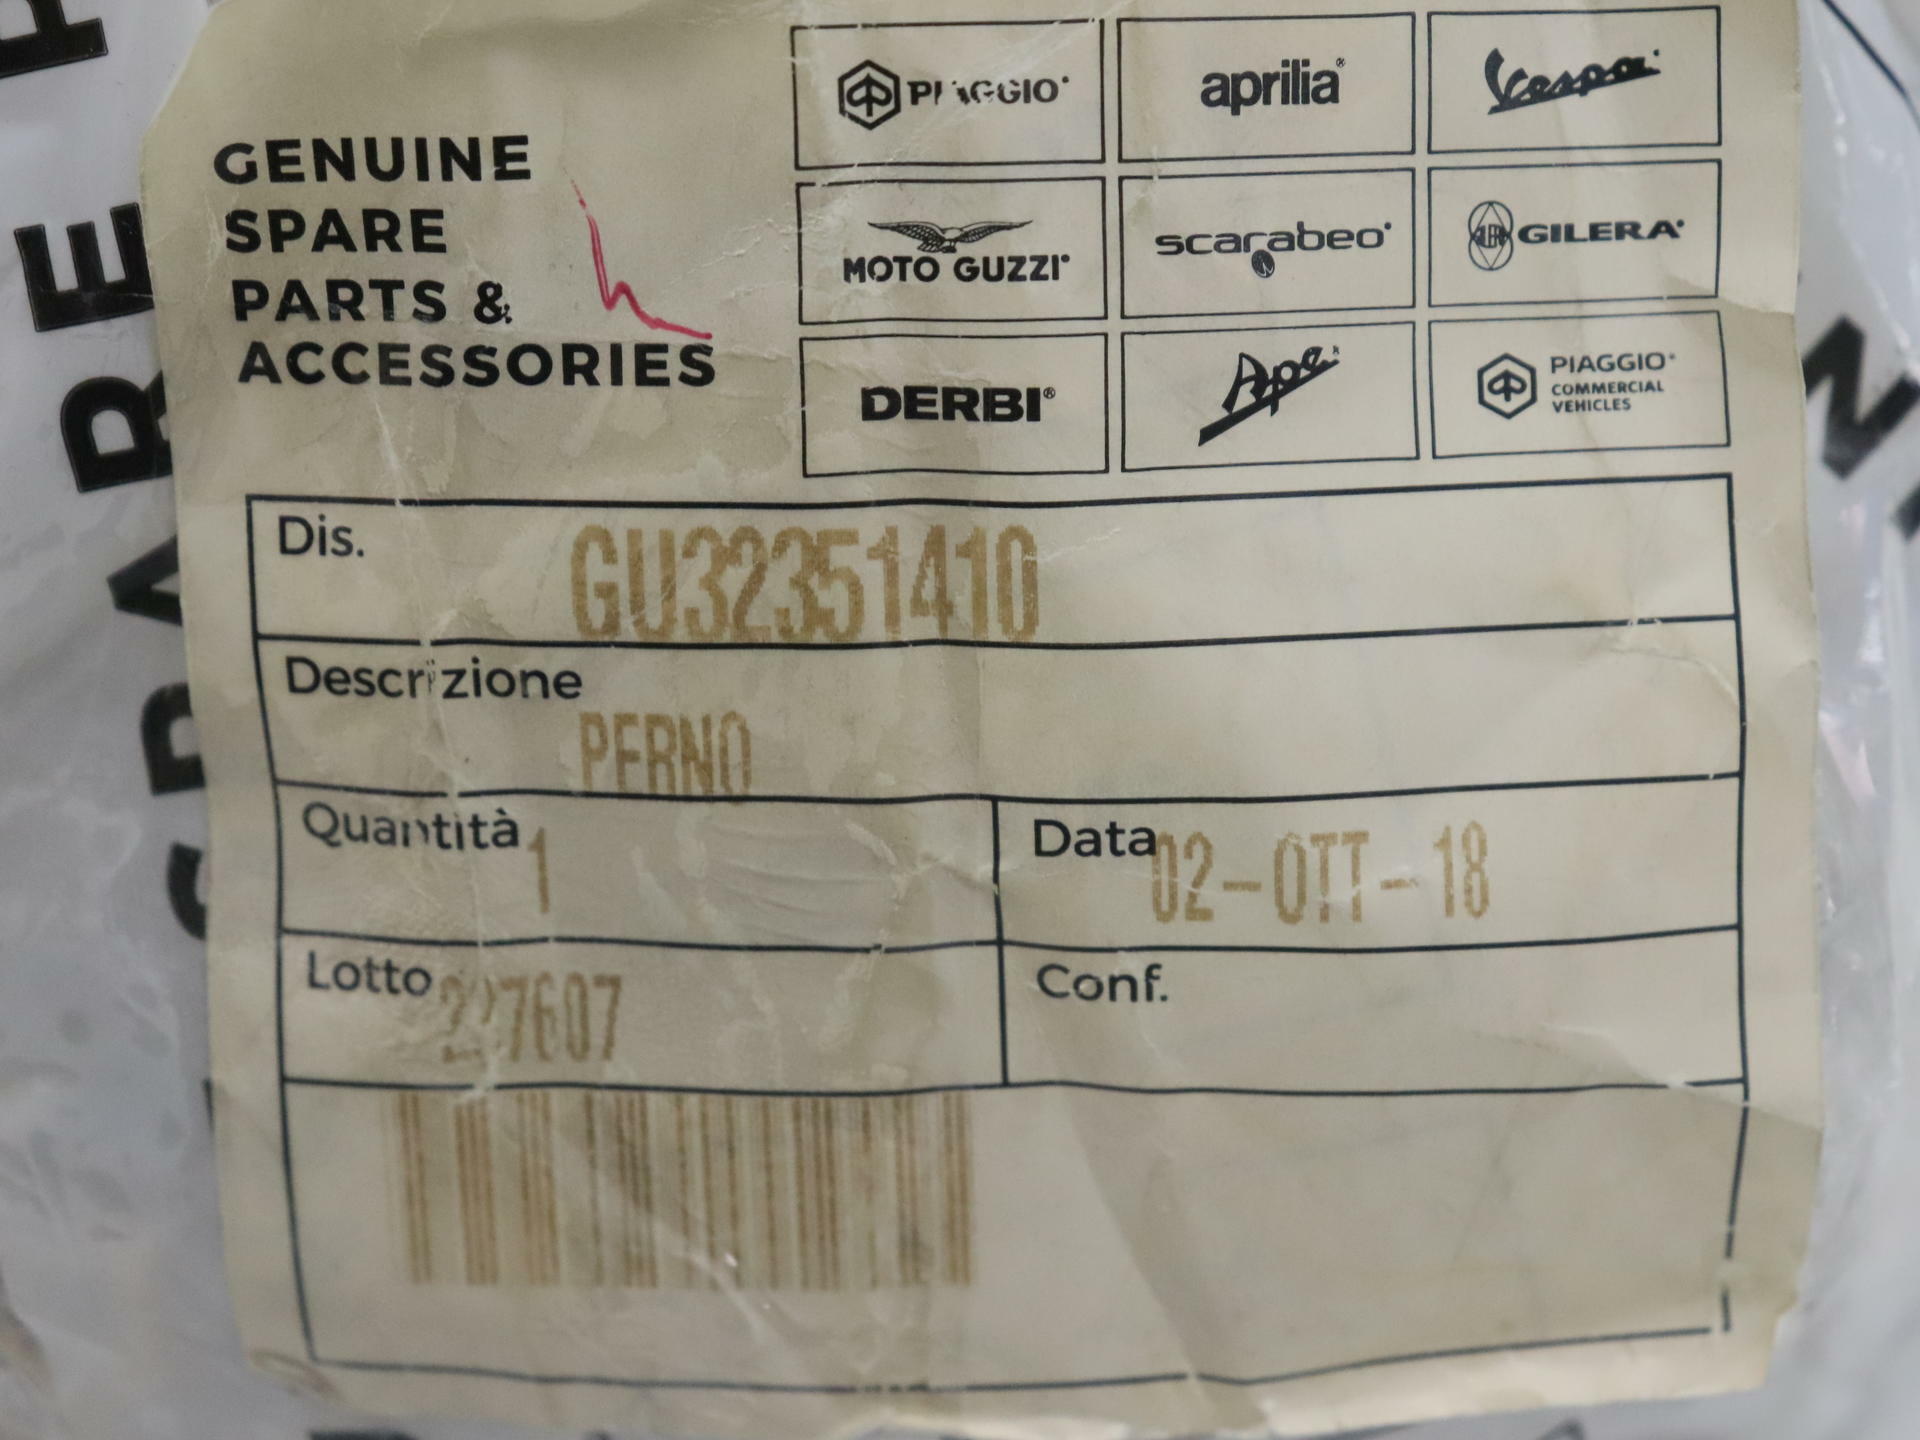 GENUINE
SPARE
PARTS &
ACCESSORIES
PIAGGIO
aprilia®
Vespa
MOTO GUZZI
scarabeo
GILERA
DERBI®
Ape
PIAGGIO
COMMERCIAL
VEHICLES
Dis. GU32351410
Descrizione
PERNO
Quantità 1
Data 02-OTT-18
Lotto 227607
Conf.